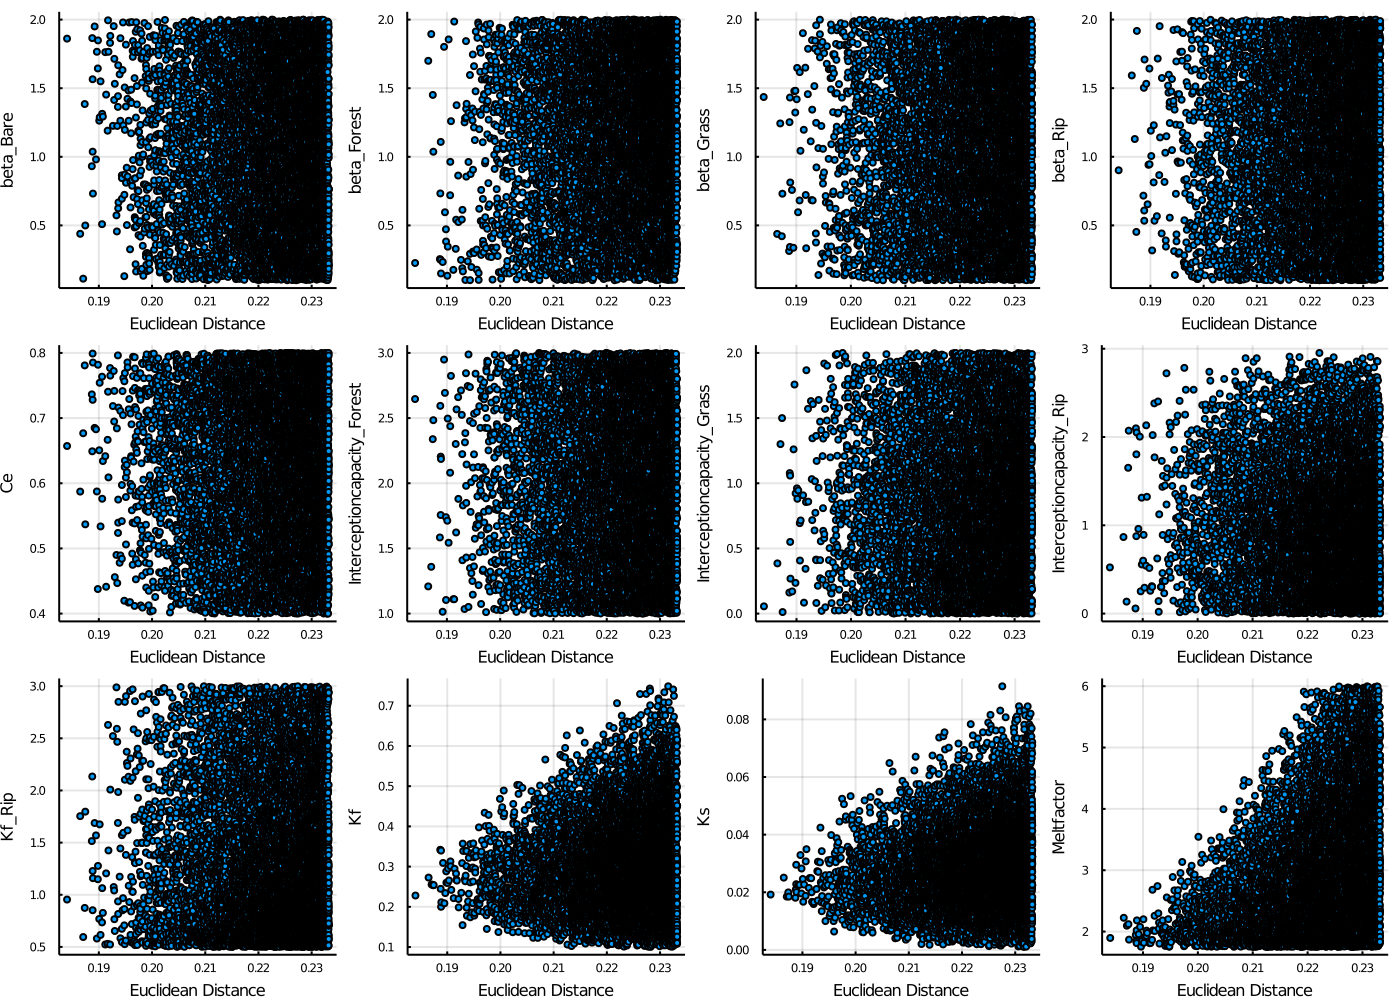 beta_Bare
2.0
1.5
1.0
0.5
0.19 0.20 0.21 0.22 0.23
Euclidean Distance
beta_Forest
2.0
1.5
1.0
0.5
0.19 0.20 0.21 0.22 0.23
Euclidean Distance
beta_Grass
2.0
1.5
1.0
0.5
0.19 0.20 0.21 0.22 0.23
Euclidean Distance
beta_Rip
2.0
1.5
1.0
0.5
0.19 0.20 0.21 0.22 0.23
Euclidean Distance
Ce
0.8
0.7
0.6
0.5
0.4
0.19 0.20 0.21 0.22 0.23
Euclidean Distance
Interceptioncapacity_Forest
3.0
2.5
2.0
1.5
1.0
0.19 0.20 0.21 0.22 0.23
Euclidean Distance
Interceptioncapacity_Grass
2.0
1.5
1.0
0.5
0.0
0.19 0.20 0.21 0.22 0.23
Euclidean Distance
Interceptioncapacity_Rip
3
2
1
0
0.19 0.20 0.21 0.22 0.23
Euclidean Distance
Kf_Rip
3.0
2.5
2.0
1.5
1.0
0.5
0.19 0.20 0.21 0.22 0.23
Euclidean Distance
Kf
0.7
0.6
0.5
0.4
0.3
0.2
0.1
0.19 0.20 0.21 0.22 0.23
Euclidean Distance
Ks
0.08
0.06
0.04
0.02
0.00
0.19 0.20 0.21 0.22 0.23
Euclidean Distance
Meltfactor
6
5
4
3
2
0.19 0.20 0.21 0.22 0.23
Euclidean Distance